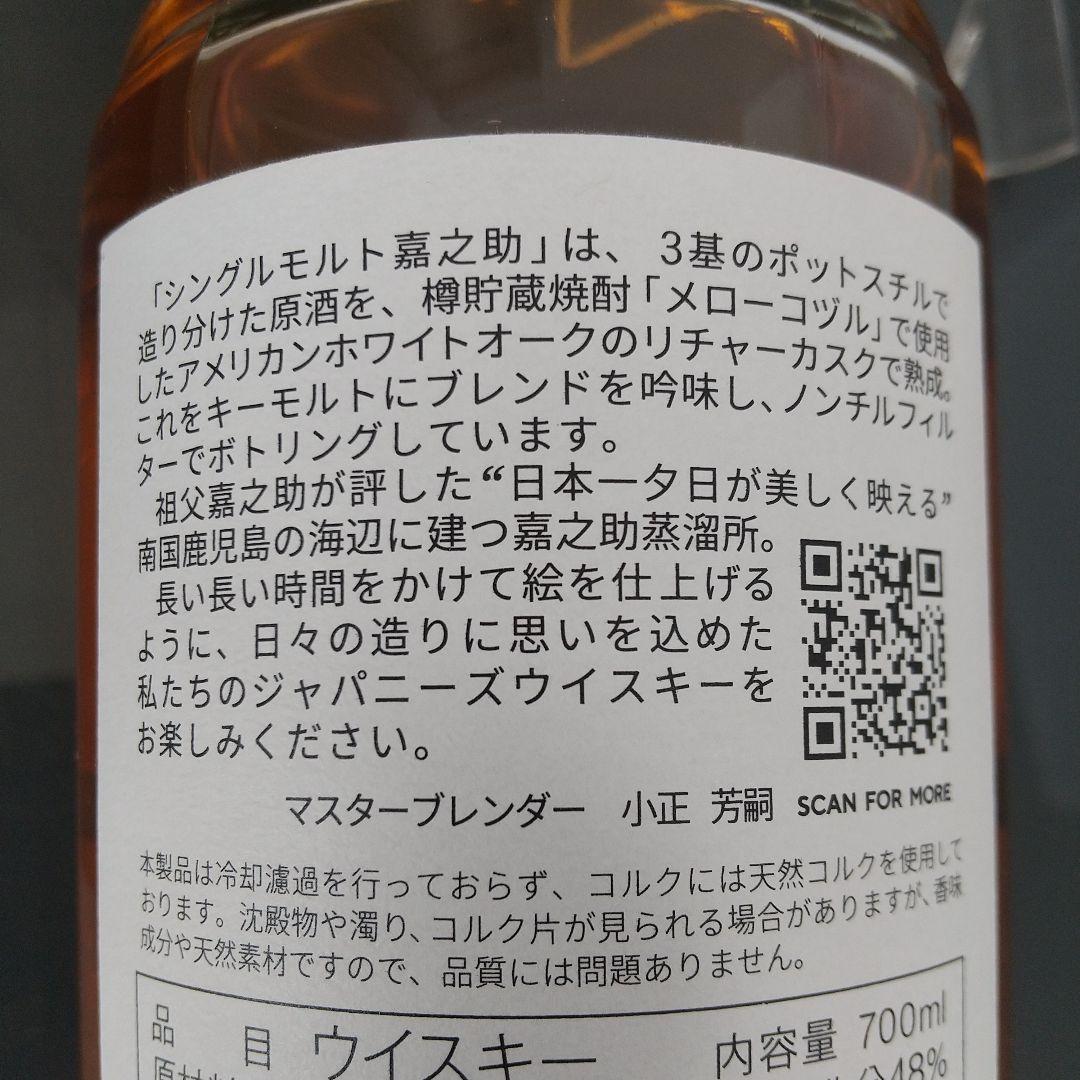 「シングルモルト嘉之助」は、3基のポットスチルで
造り分けた原酒を、樽貯蔵焼酎「メローコヅル」で使用
したアメリカンホワイトオークのリチャーカスクで熟成。
これをキーモルトにブレンドを吟味し、ノンチルフィル
ターでボトリングしています。
祖父嘉之助が評した“日本一夕日が美しく映える”
南国鹿児島の海辺に建つ嘉之助蒸溜所。
長い長い時間をかけて絵を仕上げる
ように、日々の造りに思いを込めた
私たちのジャパニーズウイスキーを
お楽しみください。
マスターブレンダー 小正 芳嗣
SCAN FOR MORE
本製品は冷却濾過を行っておらず、コルクには天然コルクを使用して
おります。沈殿物や濁り、コルク片が見られる場合がありますが、香味
成分や天然素材ですので、品質には問題ありません。
品 目 ウイスキー 内容量 700ml
原材料 分48%